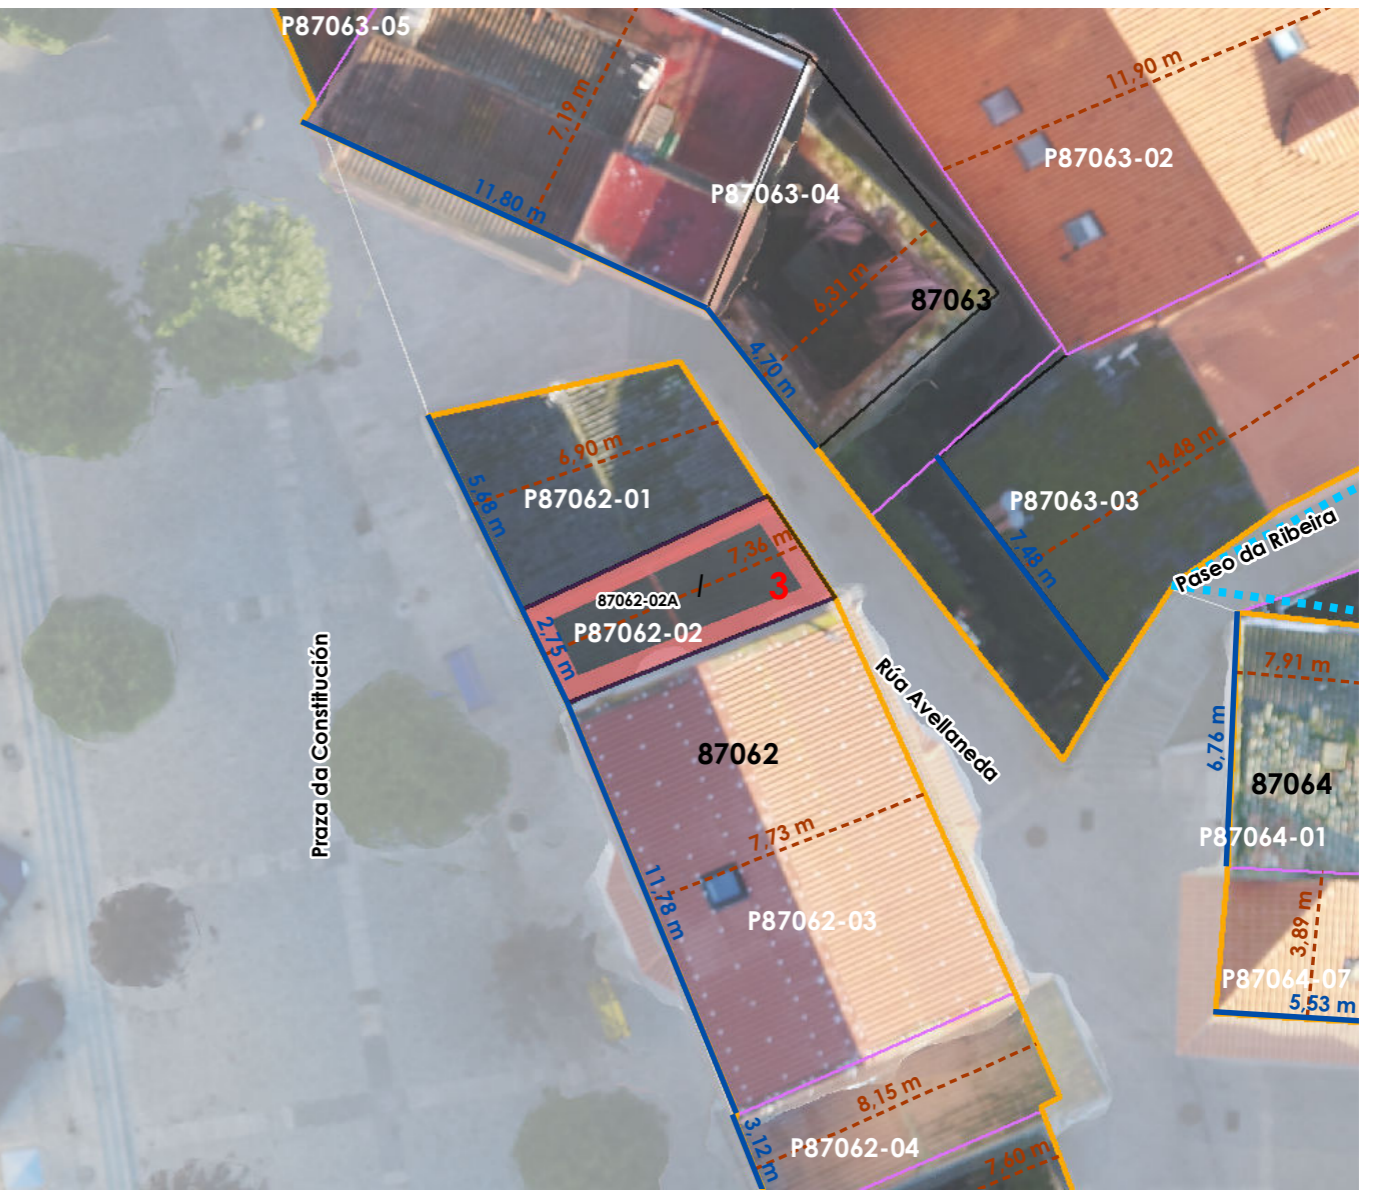 P87063-05
11,90 m
7,19 m
P87063-02
11,80 m
P87063-04
6,31 m
87063
4,70 m
6,90 m
14,48 m
5,68 m
P87062-01
P87063-03
7,48 m
Paseo da Ribeira
7,36 m
/
3
87062-02A
P87062-02
2,75 m
Praza da Constitución
Rúa Avellaneda
7,91 m
6,76 m
87062
87064
7,73 m
P87064-01
11,78 m
P87062-03
3,89 m
P87064-07
5,53 m
8,15 m
3,12 m
P87062-04
7,60 m